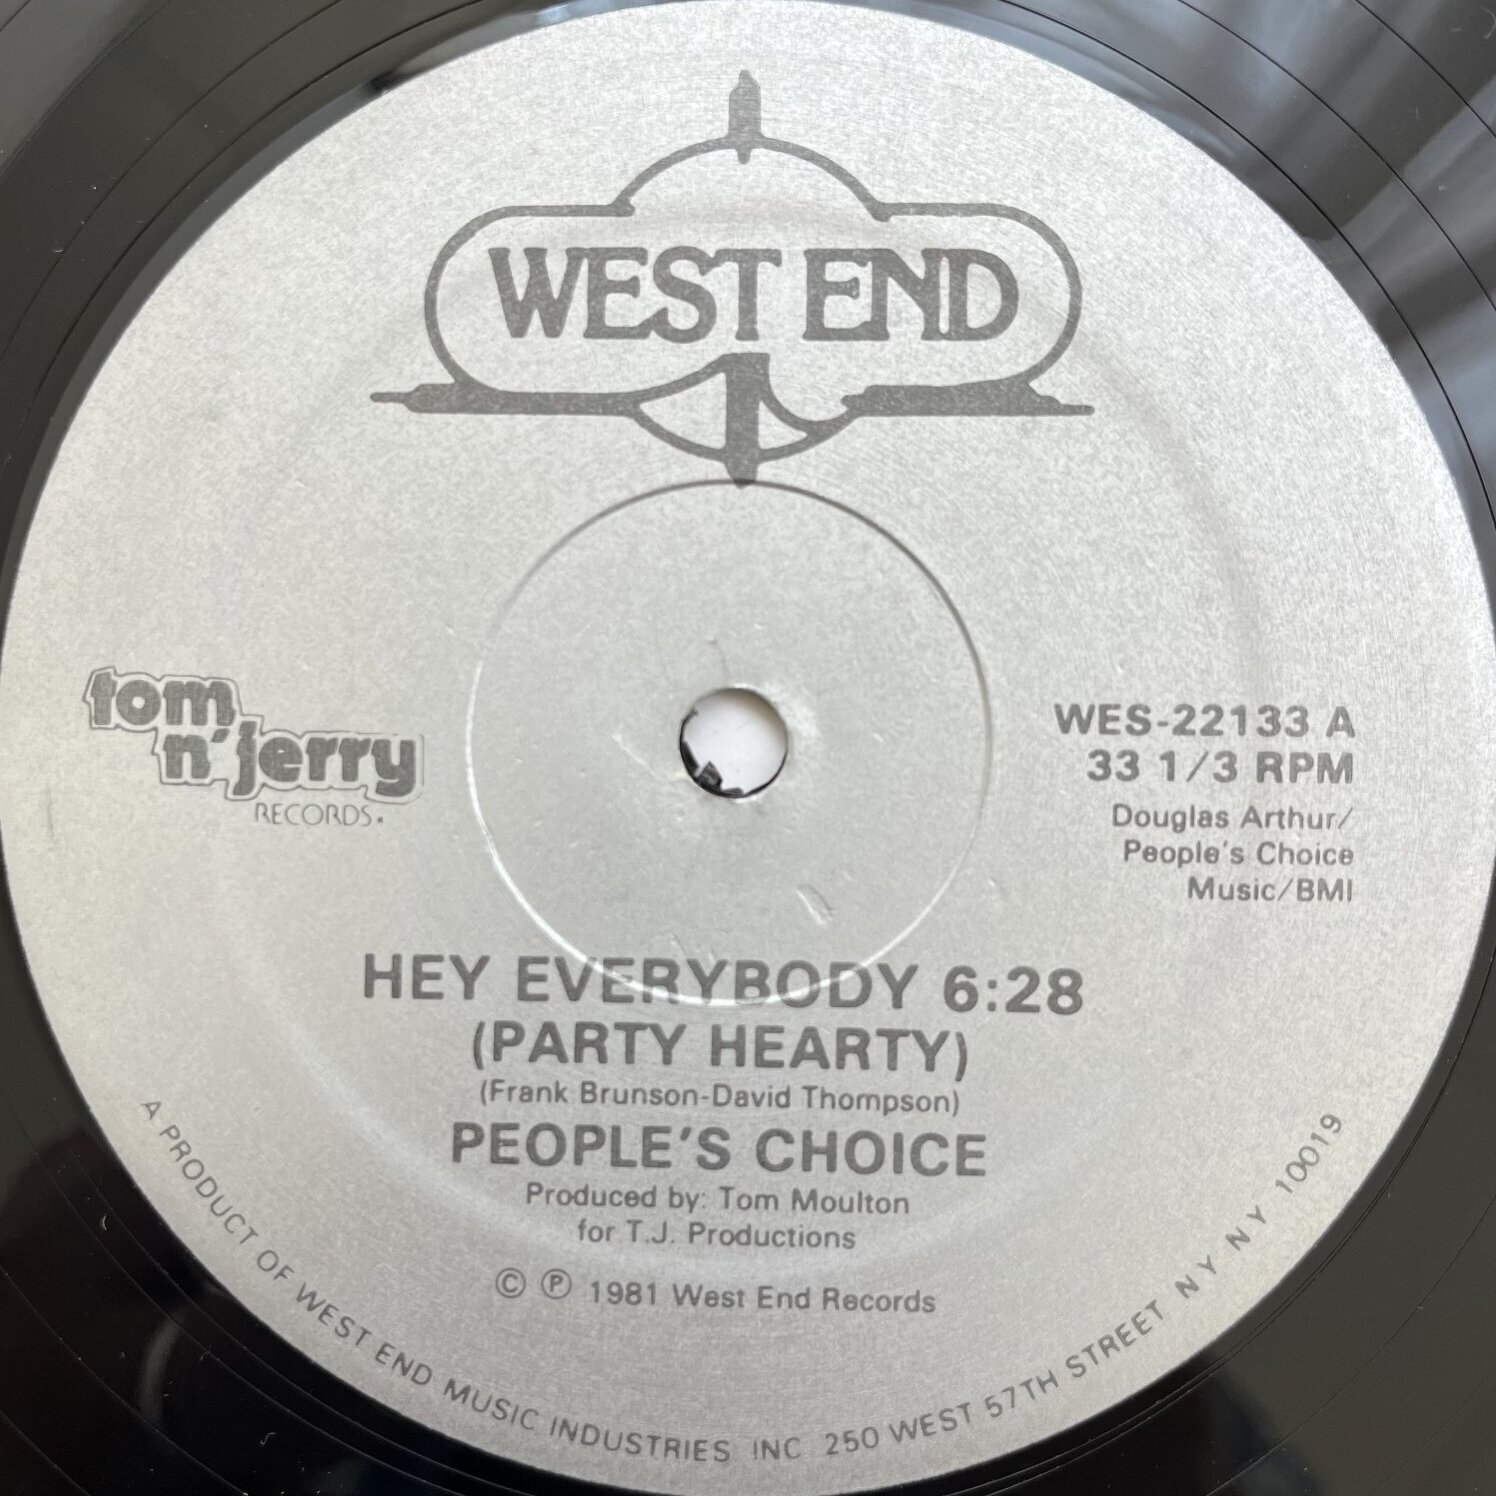 WEST END
tom
n' jerry
RECORDS.
WES-22133 A
33 1/3 RPM
Douglas Arthur/
People's Choice
Music/BMI
HEY EVERYBODY 6:28
(PARTY HEARTY)
(Frank Brunson-David Thompson)
PEOPLE'S CHOICE
Produced by: Tom Moulton
for T.J. Productions
© ℗ 1981 West End Records
A PRODUCT OF WEST END MUSIC INDUSTRIES INC 250 WEST 57TH STREET N Y N Y 10019